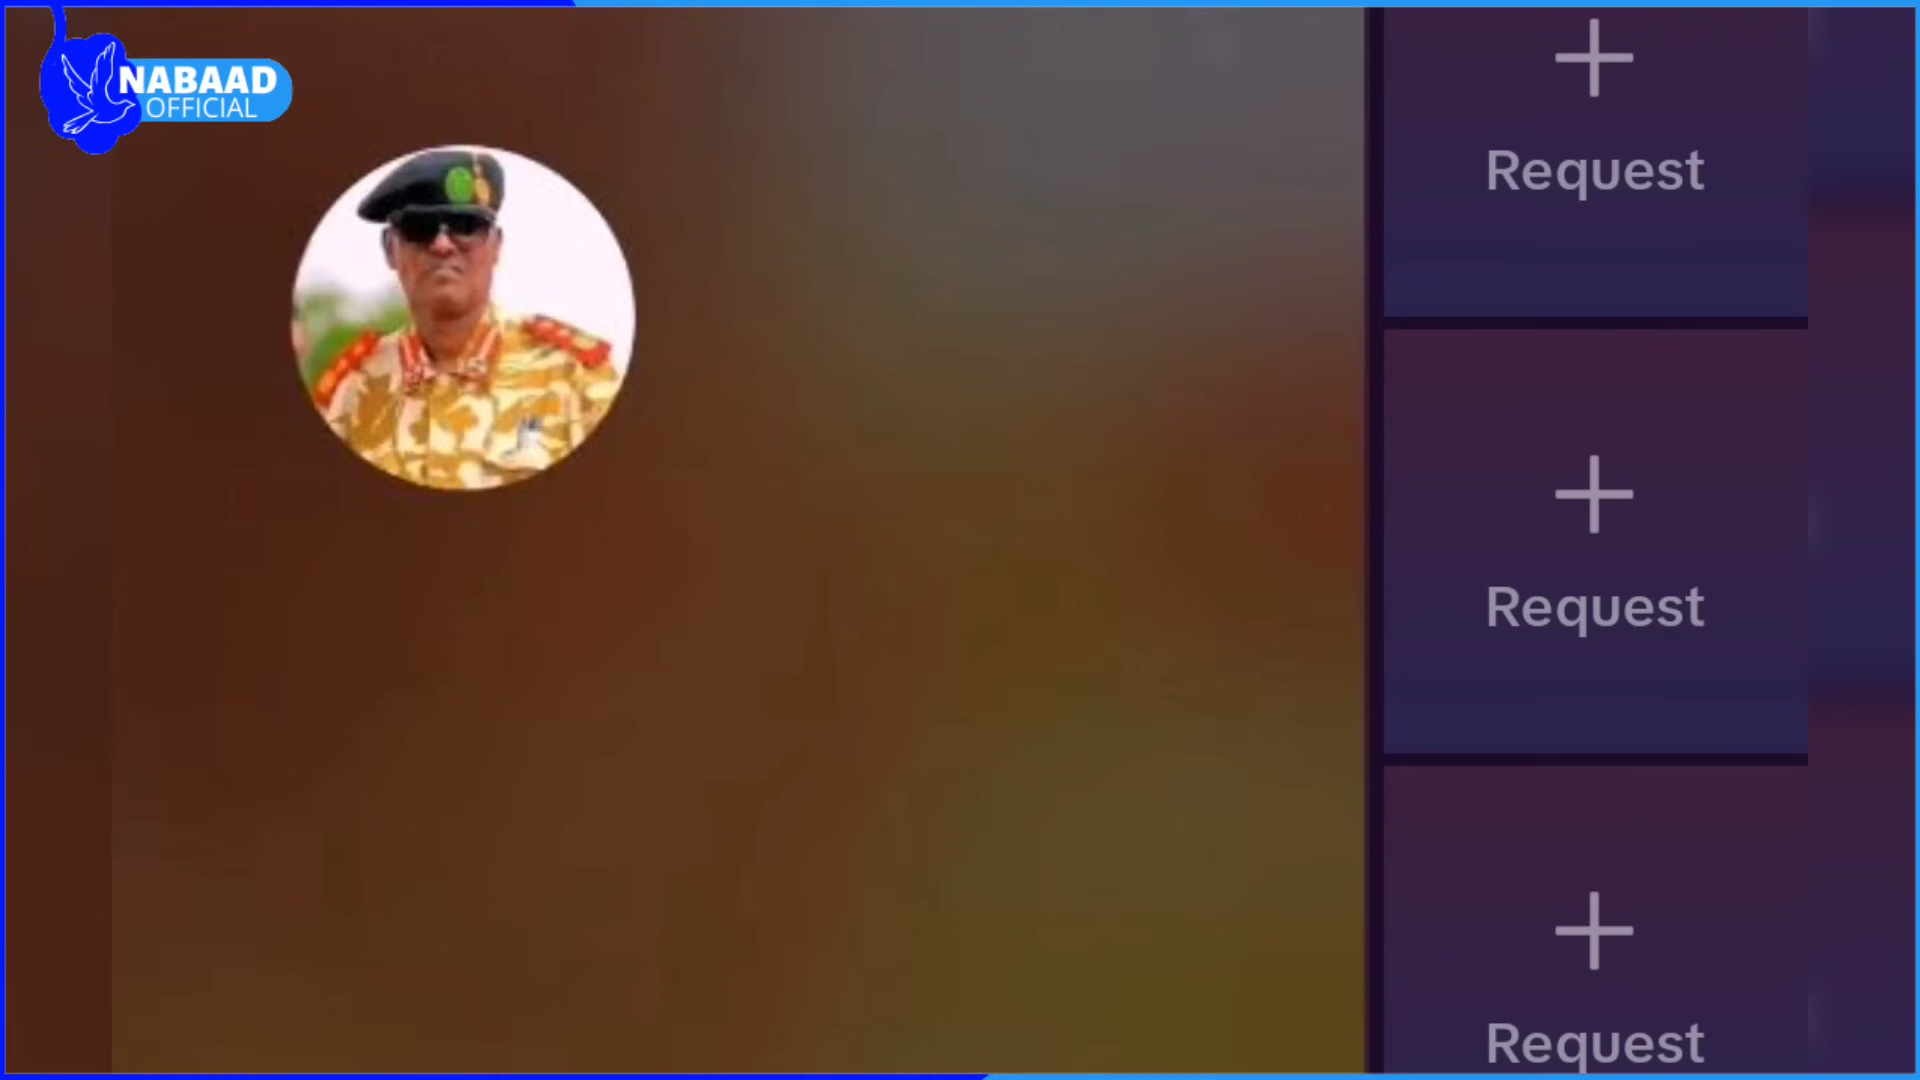 NABAAD
OFFICIAL
Request
Request
Request